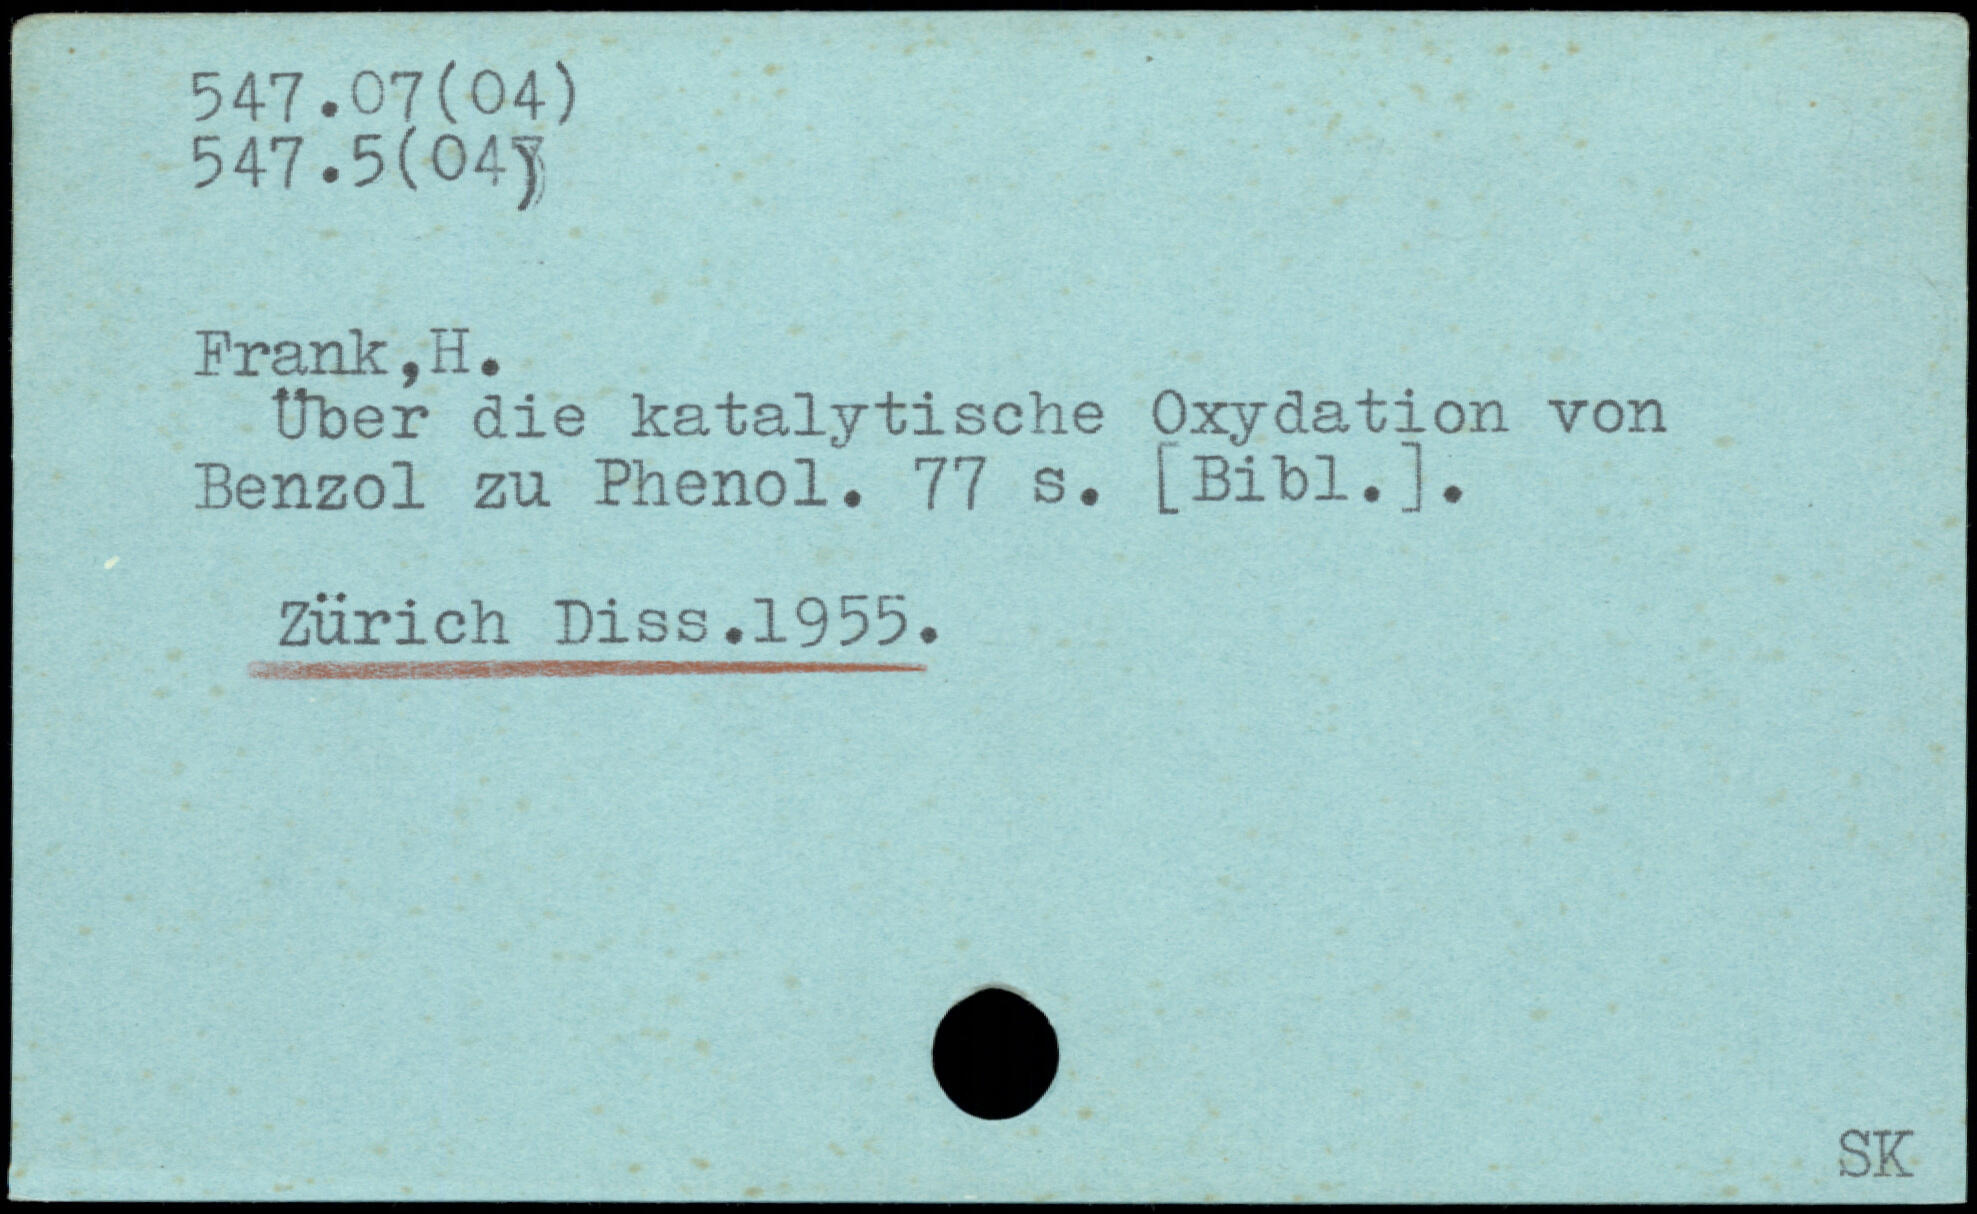 547.07(04)
547.5(04)
Frank,H.
Über die katalytische Oxydation von
Benzol zu Phenol. 77 s. [Bibl.].
Zürich Diss.1955.
SK